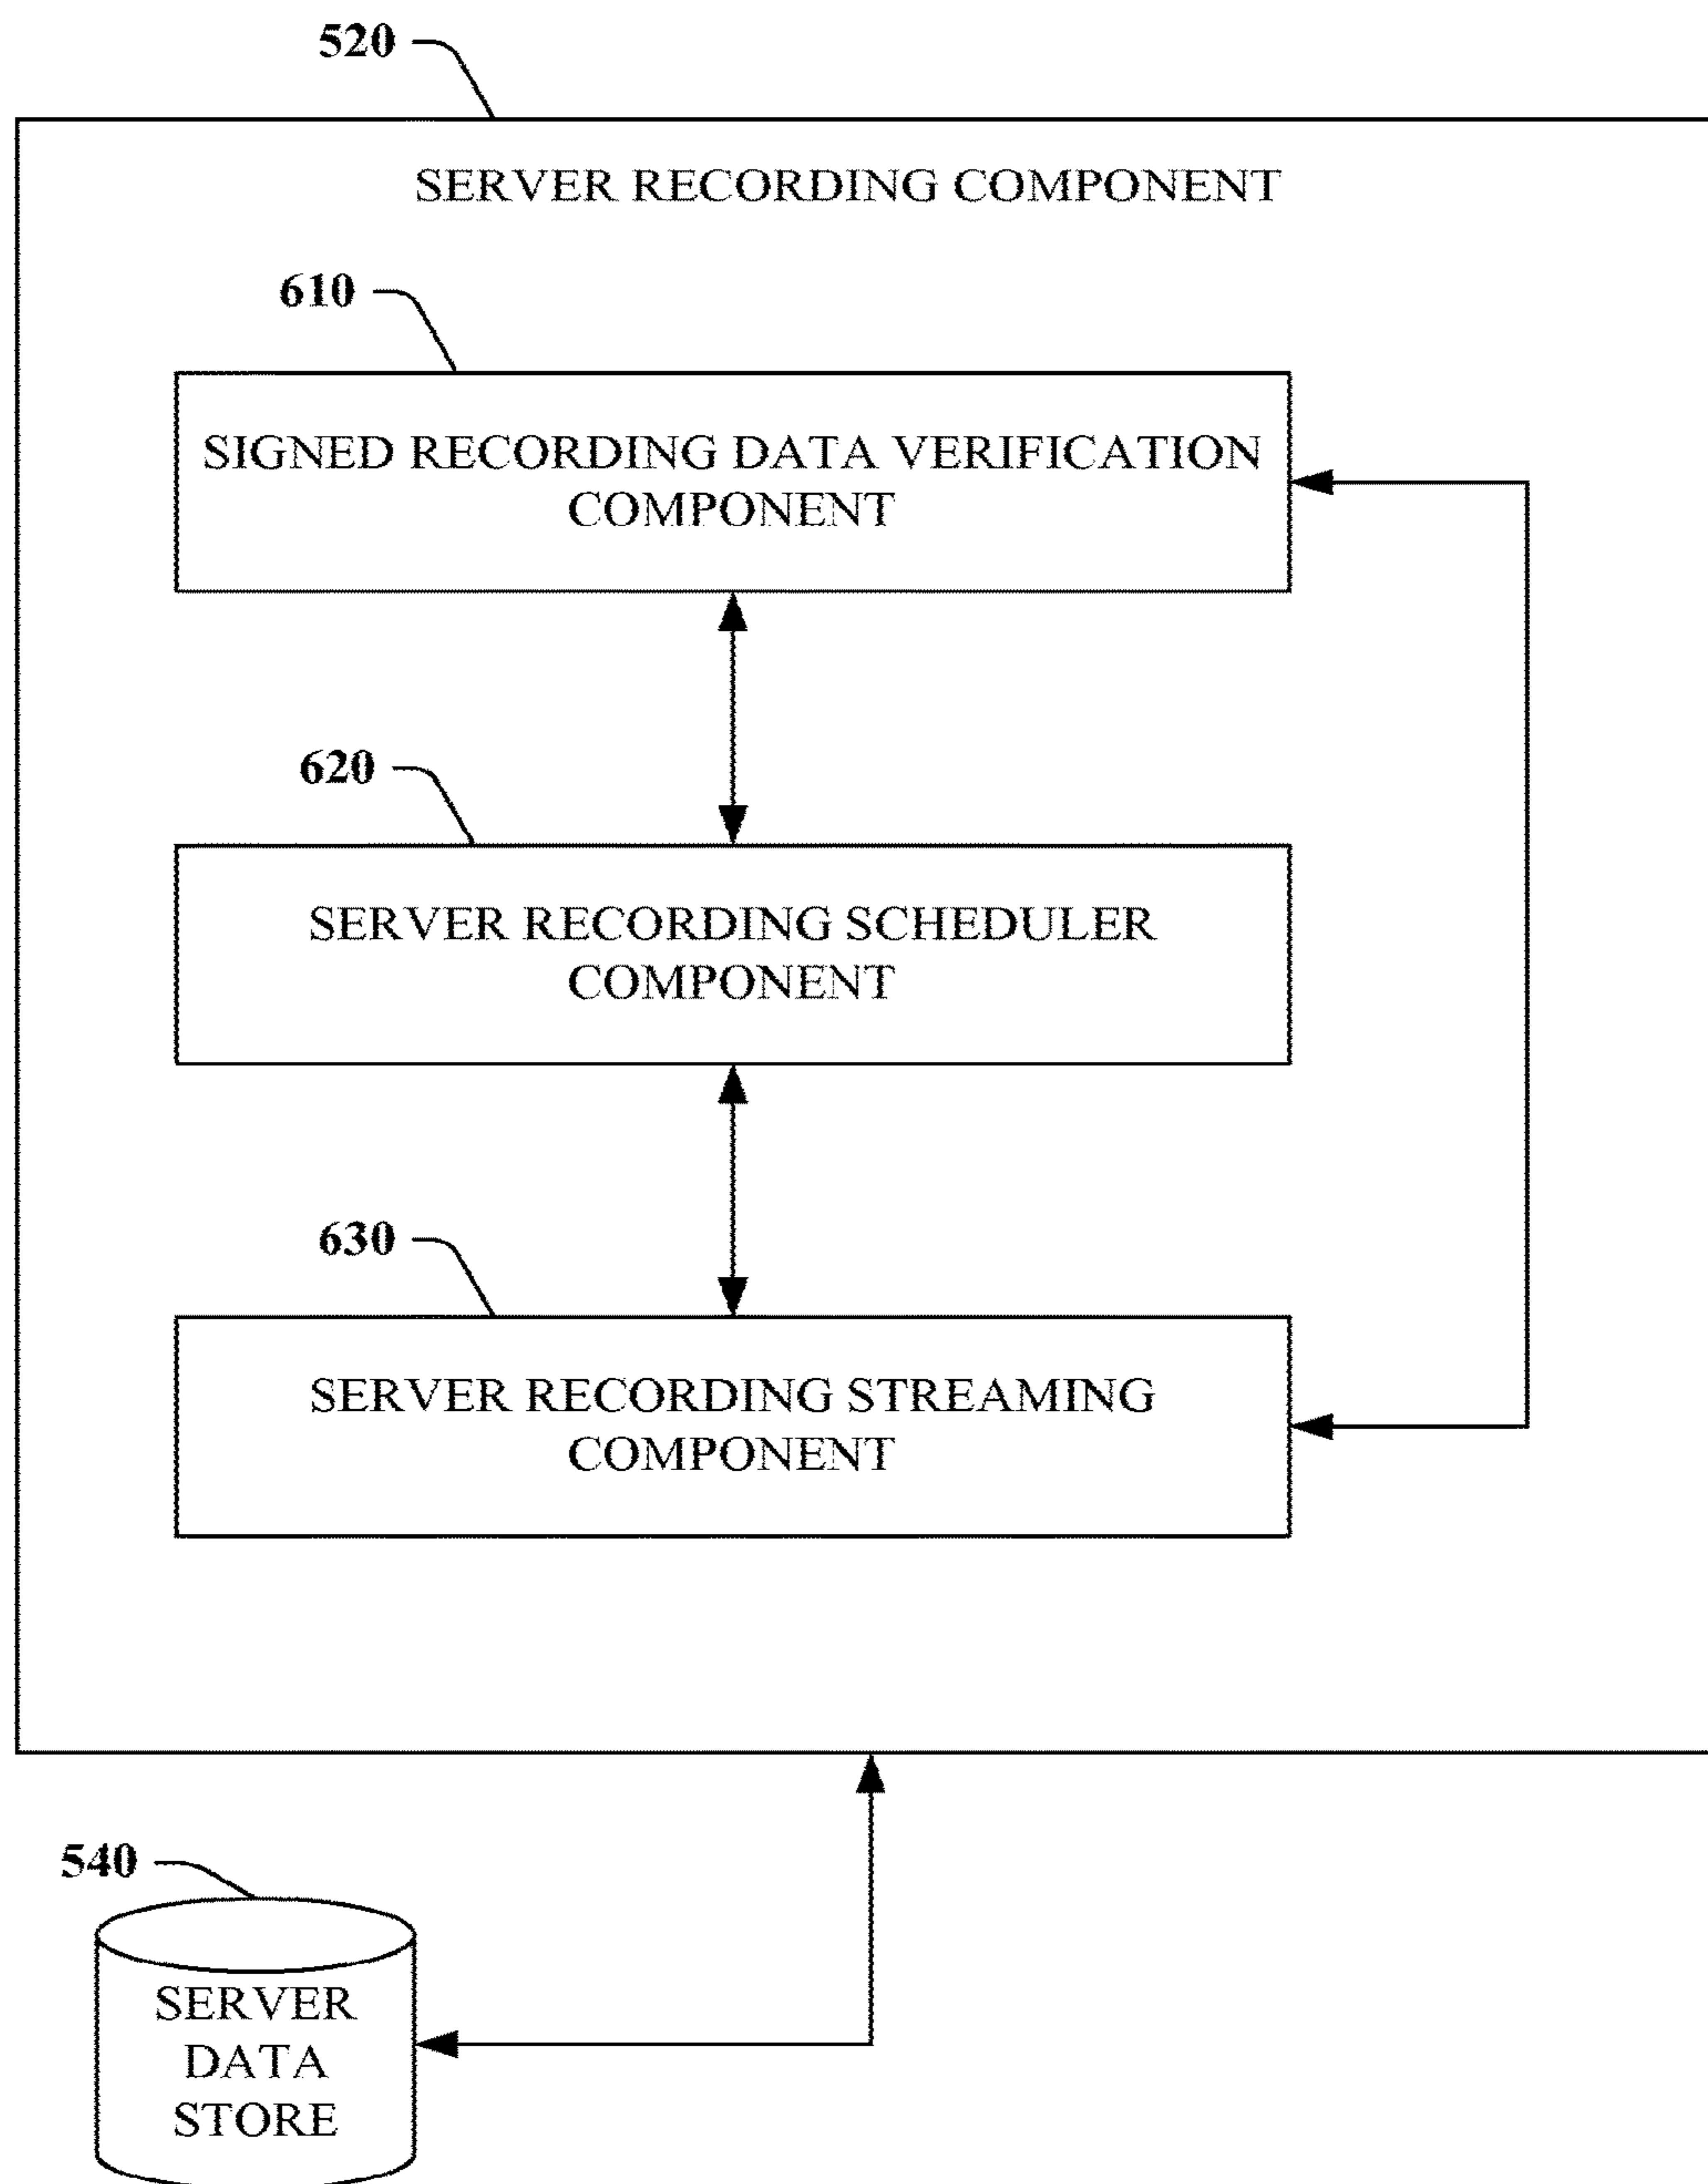 520
SERVER RECORDING COMPONENT
610
SIGNED RECORDING DATA VERIFICATION
COMPONENT
620
SERVER RECORDING SCHEDULER
COMPONENT
630
SERVER RECORDING STREAMING
COMPONENT
540
SERVER
DATA
STORE